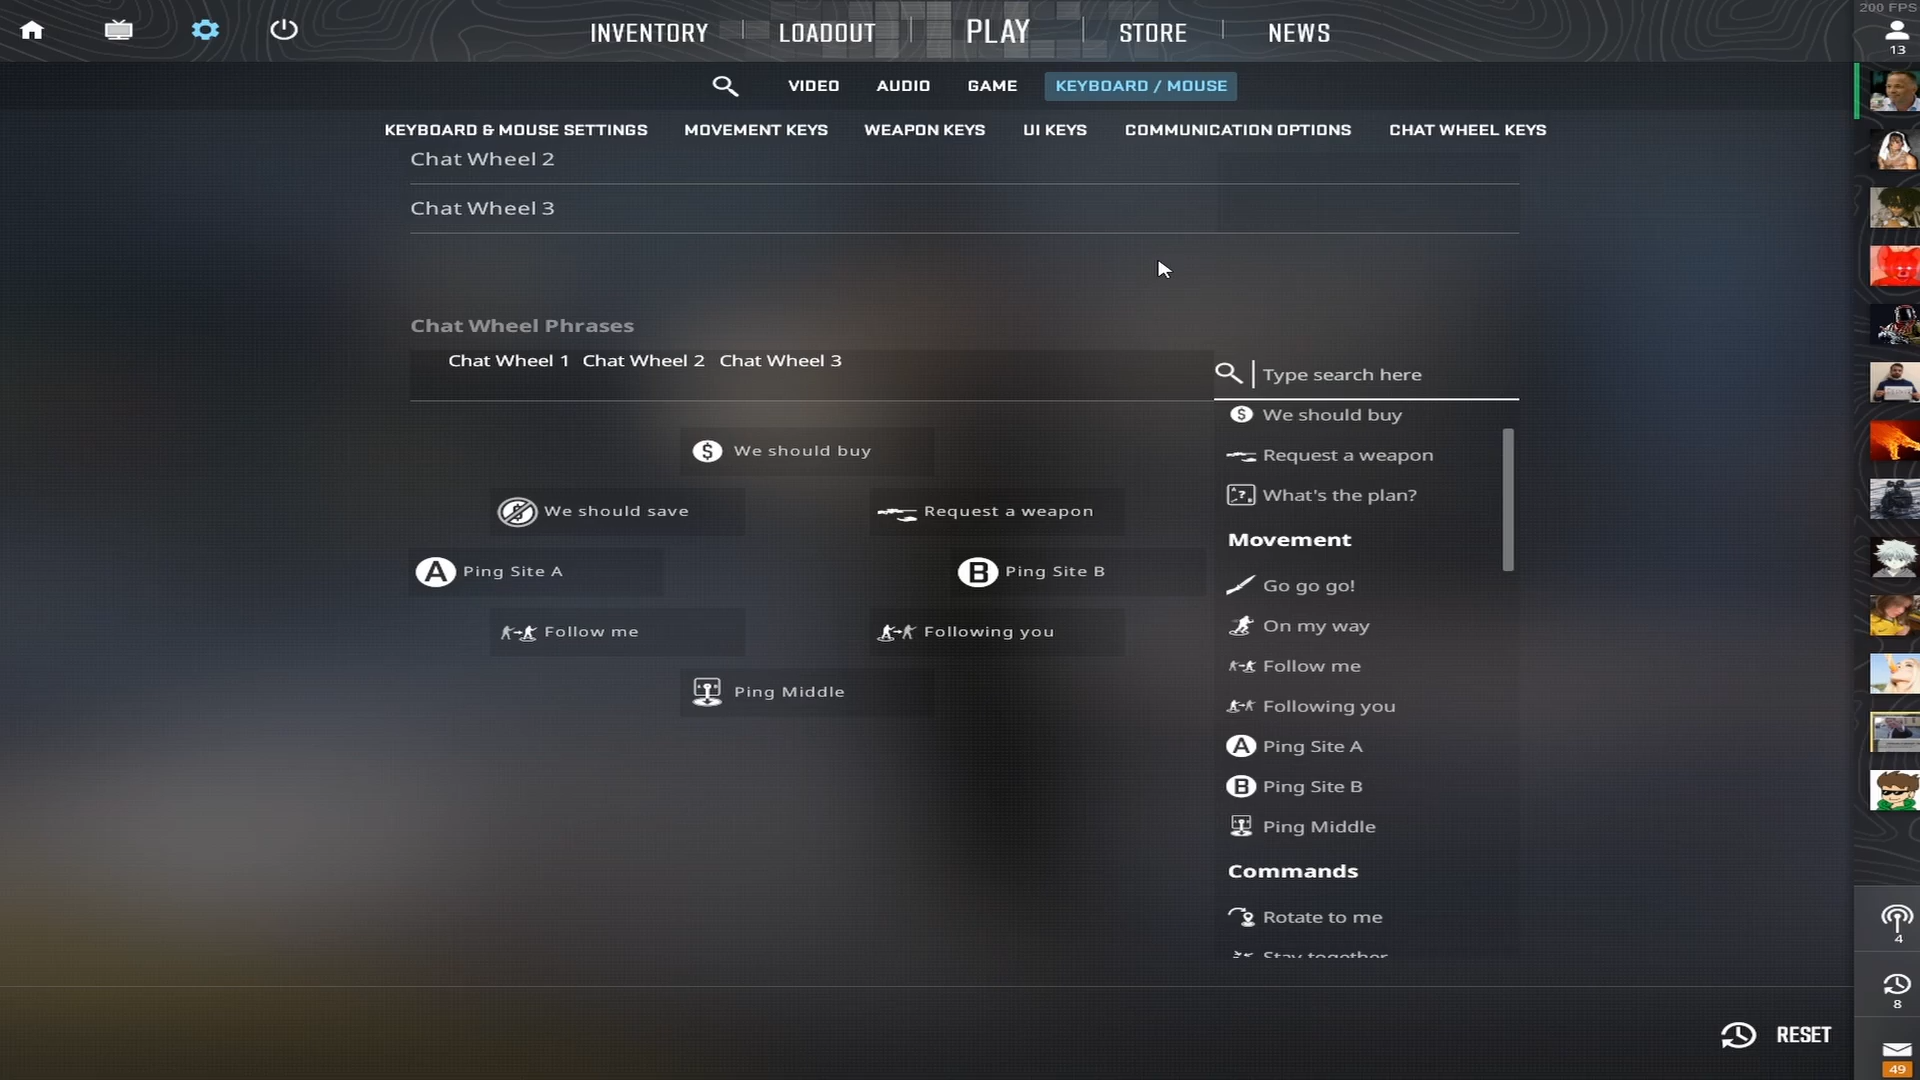 200 FPS
INVENTORY
LOADOUT
PLAY
STORE
NEWS
13
VIDEO
AUDIO
GAME
KEYBOARD / MOUSE
KEYBOARD & MOUSE SETTINGS
MOVEMENT KEYS
WEAPON KEYS
UI KEYS
COMMUNICATION OPTIONS
CHAT WHEEL KEYS
Chat Wheel 2
Chat Wheel 3
Chat Wheel Phrases
Chat Wheel 1
Chat Wheel 2
Chat Wheel 3
We should buy
We should save
Request a weapon
A Ping Site A
B Ping Site B
Follow me
Following you
Ping Middle
Type search here
We should buy
Request a weapon
What's the plan?
Movement
Go go go!
On my way
Follow me
Following you
A Ping Site A
B Ping Site B
Ping Middle
Commands
Rotate to me
Stay together
4
8
RESET
49